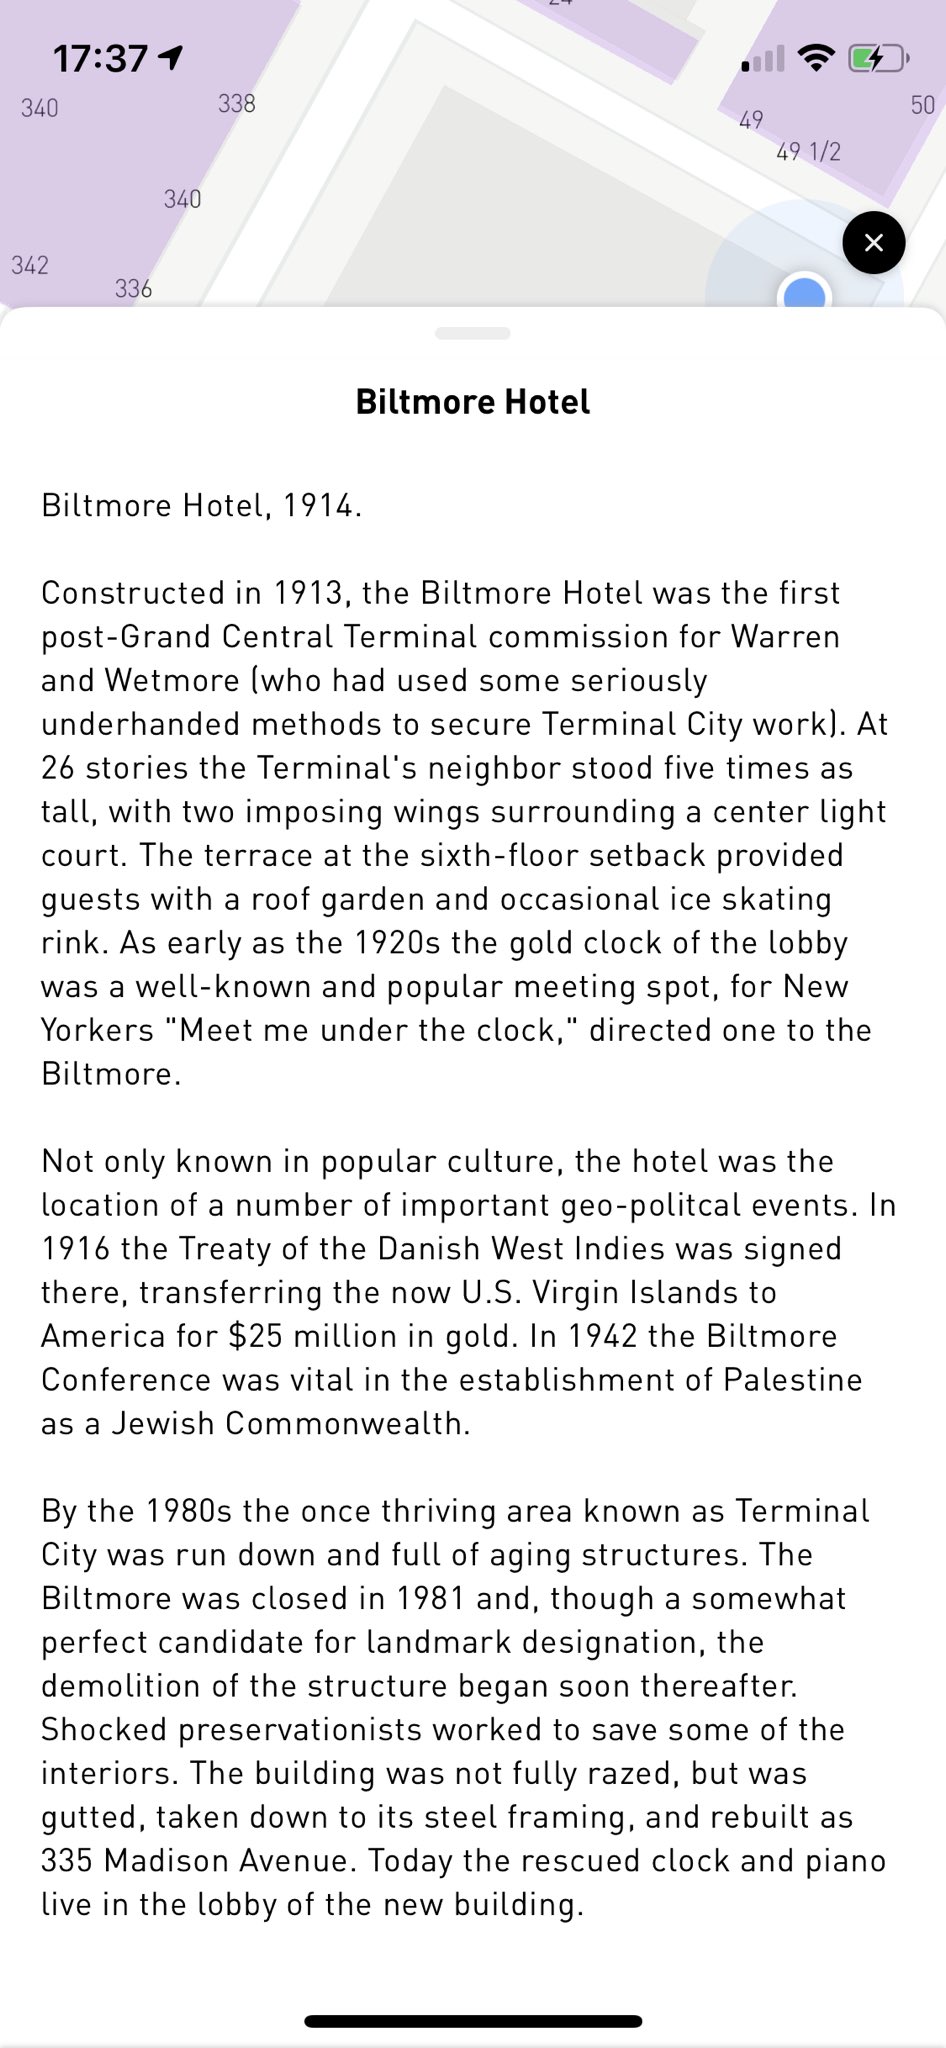 24
17:37
340
338
50
49
49 1/2
340
342
336
Biltmore Hotel
Biltmore Hotel, 1914.
Constructed in 1913, the Biltmore Hotel was the first
post-Grand Central Terminal commission for Warren
and Wetmore (who had used some seriously
underhanded methods to secure Terminal City work). At
26 stories the Terminal's neighbor stood five times as
tall, with two imposing wings surrounding a center light
court. The terrace at the sixth-floor setback provided
guests with a roof garden and occasional ice skating
rink. As early as the 1920s the gold clock of the lobby
was a well-known and popular meeting spot, for New
Yorkers "Meet me under the clock," directed one to the
Biltmore.
Not only known in popular culture, the hotel was the
location of a number of important geo-politcal events. In
1916 the Treaty of the Danish West Indies was signed
there, transferring the now U.S. Virgin Islands to
America for $25 million in gold. In 1942 the Biltmore
Conference was vital in the establishment of Palestine
as a Jewish Commonwealth.
By the 1980s the once thriving area known as Terminal
City was run down and full of aging structures. The
Biltmore was closed in 1981 and, though a somewhat
perfect candidate for landmark designation, the
demolition of the structure began soon thereafter.
Shocked preservationists worked to save some of the
interiors. The building was not fully razed, but was
gutted, taken down to its steel framing, and rebuilt as
335 Madison Avenue. Today the rescued clock and piano
live in the lobby of the new building.